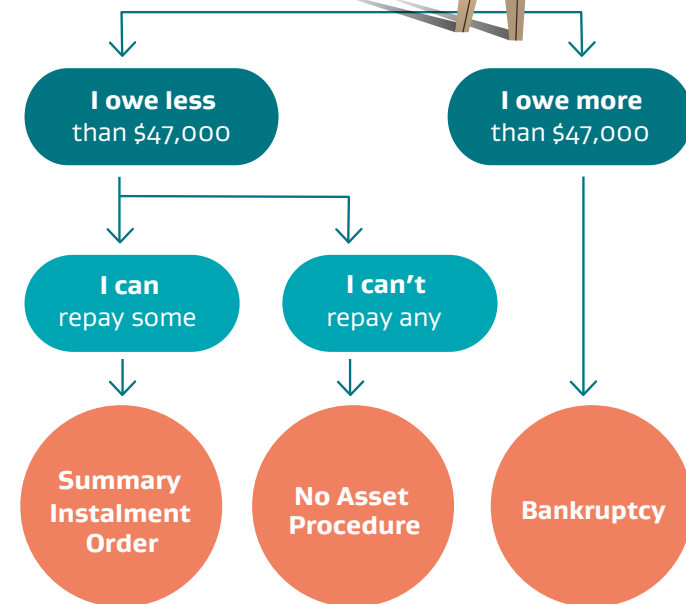 I owe less
than $47,000
I owe more
than $47,000
I can
repay some
I can't
repay any
Summary
Instalment
Order
No Asset
Procedure
Bankruptcy